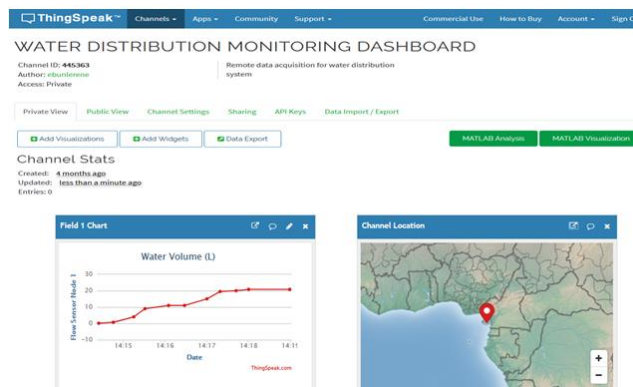 ThingSpeak™ Channels Apps Community Support Commercial Use How to Buy Account Sign O
WATER DISTRIBUTION MONITORING DASHBOARD
Channel ID: 445363
Author: ebunlerene
Access: Private
Remote data acquisition for water distribution
system
Private View Public View Channel Settings Sharing API Keys Data Import / Export
Add Visualizations Add Widgets Data Export MATLAB Analysis MATLAB Visualization
Channel Stats
Created: 4 months ago
Updated: less than a minute ago
Entries: 0
Field 1 Chart
Water Volume (L)
Flow Sensor Node 1
30
20
10
0
-10
14:15 14:16 14:17 14:18 14:1
Date
ThingSpeak.com
Channel Location
+
−